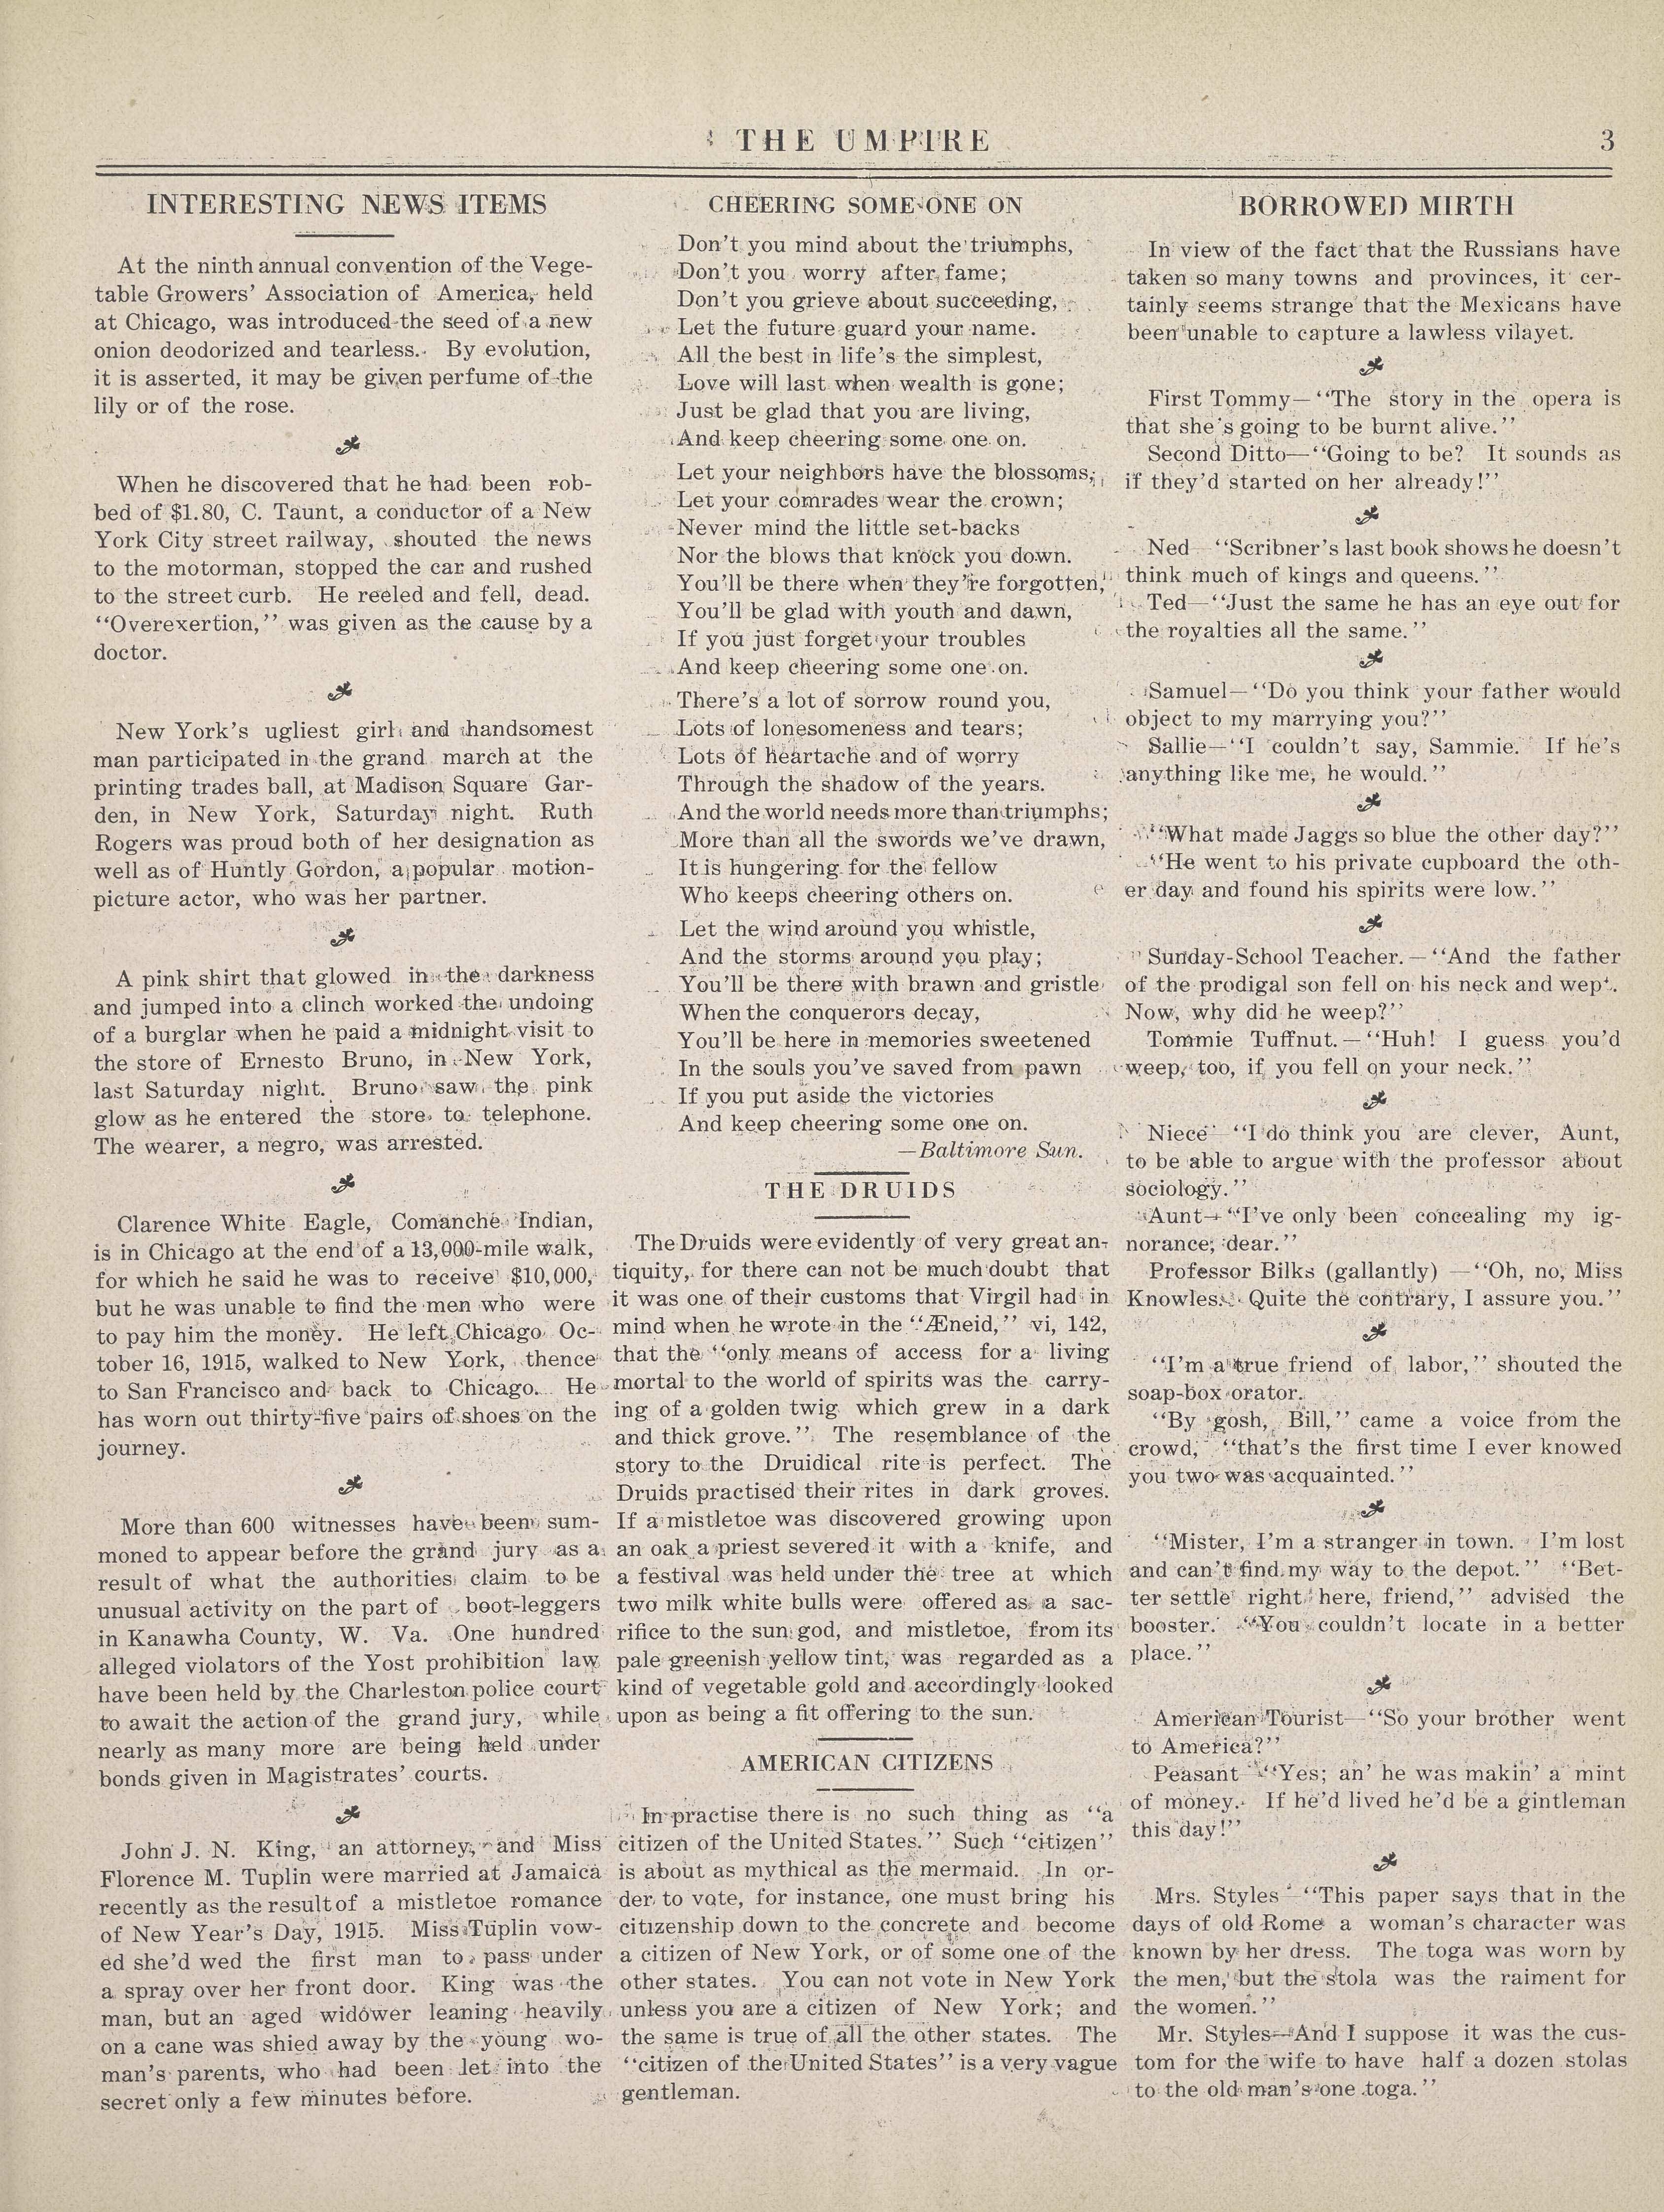 THE UMPIRE
3
INTERESTING NEWS ITEMS
At the ninth annual convention of the Vege-
table Growers' Association of America, held
at Chicago, was introduced the seed of a new
onion deodorized and tearless. By evolution,
it is asserted, it may be given perfume of the
lily or of the rose.
When he discovered that he had been rob-
bed of $1.80, C. Taunt, a conductor of a New
York City street railway, shouted the news
to the motorman, stopped the car and rushed
to the street curb. He reeled and fell, dead.
"Overexertion," was given as the cause by a
doctor.
New York's ugliest girl and handsomest
man participated in the grand march at the
printing trades ball, at Madison Square Gar-
den, in New York, Saturday night. Ruth
Rogers was proud both of her designation as
well as of Huntly Gordon, a popular motion-
picture actor, who was her partner.
A pink shirt that glowed in the darkness
and jumped into a clinch worked the undoing
of a burglar when he paid a midnight visit to
the store of Ernesto Bruno, in New York,
last Saturday night. Bruno saw the pink
glow as he entered the store to telephone.
The wearer, a negro, was arrested.
Clarence White Eagle, Comanche Indian,
is in Chicago at the end of a 13,000-mile walk,
for which he said he was to receive $10,000,
but he was unable to find the men who were
to pay him the money. He left Chicago Oc-
tober 16, 1915, walked to New York, thence
to San Francisco and back to Chicago. He
has worn out thirty-five pairs of shoes on the
journey.
More than 600 witnesses have been sum-
moned to appear before the grand jury as a
result of what the authorities claim to be
unusual activity on the part of boot-leggers
in Kanawha County, W. Va. One hundred
alleged violators of the Yost prohibition law
have been held by the Charleston police court
to await the action of the grand jury, while
nearly as many more are being held under
bonds given in Magistrates' courts.
John J. N. King, an attorney, and Miss
Florence M. Tuplin were married at Jamaica
recently as the result of a mistletoe romance
of New Year's Day, 1915. Miss Tuplin vow-
ed she'd wed the first man to pass under
a spray over her front door. King was the
man, but an aged widower leaning heavily
on a cane was shied away by the young wo-
man's parents, who had been let into the
secret only a few minutes before.
CHEERING SOME-ONE ON
Don't you mind about the triumphs,
Don't you worry after fame;
Don't you grieve about succeeding,
Let the future guard your name.
All the best in life's the simplest,
Love will last when wealth is gone;
Just be glad that you are living,
And keep cheering some one on.
Let your neighbors have the blossoms,
Let your comrades wear the crown;
Never mind the little set-backs
Nor the blows that knock you down.
You'll be there when they're forgotten,
You'll be glad with youth and dawn,
If you just forget your troubles
And keep cheering some one on.
There's a lot of sorrow round you,
Lots of lonesomeness and tears;
Lots of heartache and of worry
Through the shadow of the years.
And the world needs more than triumphs;
More than all the swords we've drawn,
It is hungering for the fellow
Who keeps cheering others on.
Let the wind around you whistle,
And the storms around you play;
You'll be there with brawn and gristle
When the conquerors decay,
You'll be here in memories sweetened
In the souls you've saved from pawn
If you put aside the victories
And keep cheering some one on.
—Baltimore Sun.
THE DRUIDS
The Druids were evidently of very great an-
tiquity, for there can not be much doubt that
it was one of their customs that Virgil had in
mind when he wrote in the "Æneid," vi, 142,
that the "only means of access for a living
mortal to the world of spirits was the carry-
ing of a golden twig which grew in a dark
and thick grove." The resemblance of the
story to the Druidical rite is perfect. The
Druids practised their rites in dark groves.
If a mistletoe was discovered growing upon
an oak a priest severed it with a knife, and
a festival was held under the tree at which
two milk white bulls were offered as a sac-
rifice to the sun god, and mistletoe, from its
pale greenish yellow tint, was regarded as a
kind of vegetable gold and accordingly looked
upon as being a fit offering to the sun.
AMERICAN CITIZENS
In practise there is no such thing as "a
citizen of the United States." Such "citizen"
is about as mythical as the mermaid. In or-
der to vote, for instance, one must bring his
citizenship down to the concrete and become
a citizen of New York, or of some one of the
other states. You can not vote in New York
unless you are a citizen of New York; and
the same is true of all the other states. The
"citizen of the United States" is a very vague
gentleman.
BORROWED MIRTH
In view of the fact that the Russians have
taken so many towns and provinces, it cer-
tainly seems strange that the Mexicans have
been unable to capture a lawless vilayet.
First Tommy—"The story in the opera is
that she's going to be burnt alive."
Second Ditto—"Going to be? It sounds as
if they'd started on her already!"
Ned—"Scribner's last book shows he doesn't
think much of kings and queens."
Ted—"Just the same he has an eye out for
the royalties all the same."
Samuel—"Do you think your father would
object to my marrying you?"
Sallie—"I couldn't say, Sammie. If he's
anything like me, he would."
"What made Jaggs so blue the other day?"
"He went to his private cupboard the oth-
er day and found his spirits were low."
Sunday-School Teacher.—"And the father
of the prodigal son fell on his neck and wept.
Now, why did he weep?"
Tommie Tuffnut.—"Huh! I guess you'd
weep, too, if you fell on your neck."
Niece—"I do think you are clever, Aunt,
to be able to argue with the professor about
sociology."
Aunt—"I've only been concealing my ig-
norance, dear."
Professor Bilks (gallantly)—"Oh, no, Miss
Knowles. Quite the contrary, I assure you."
"I'm a true friend of labor," shouted the
soap-box orator.
"By gosh, Bill," came a voice from the
crowd, "that's the first time I ever knowed
you two was acquainted."
"Mister, I'm a stranger in town. I'm lost
and can't find my way to the depot." "Bet-
ter settle right here, friend," advised the
booster. "You couldn't locate in a better
place."
American Tourist—"So your brother went
to America?"
Peasant—"Yes; an' he was makin' a mint
of money. If he'd lived he'd be a gintleman
this day!"
Mrs. Styles—"This paper says that in the
days of old Rome a woman's character was
known by her dress. The toga was worn by
the men, but the stola was the raiment for
the women."
Mr. Styles—And I suppose it was the cus-
tom for the wife to have half a dozen stolas
to the old man's one toga."